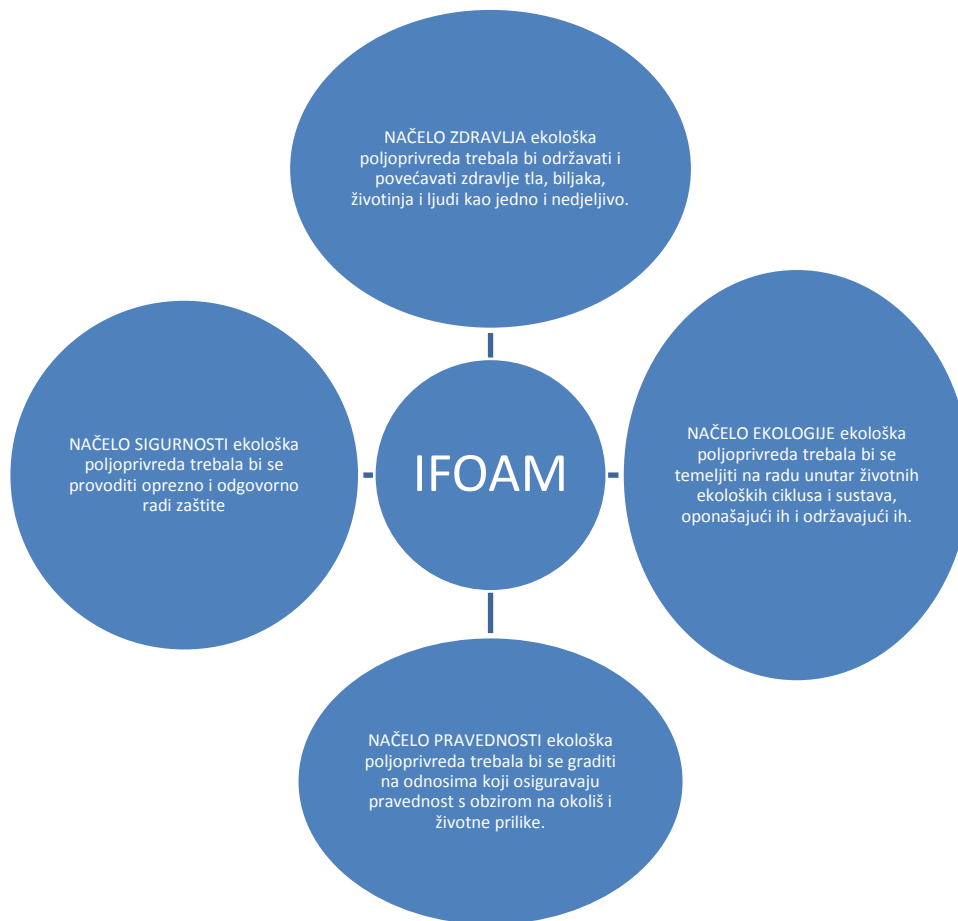 NAČELO ZDRAVLJA ekološka
poljoprivreda trebala bi održavati i
povećavati zdravlje tla, biljaka,
životinja i ljudi kao jedno i nedjeljivo.
NAČELO SIGURNOSTI ekološka
poljoprivreda trebala bi se
provoditi oprezno i odgovorno
radi zaštite
IFOAM
NAČELO EKOLOGIJE ekološka
poljoprivreda trebala bi se
temeljiti na radu unutar životnih
ekoloških ciklusa i sustava,
oponašajući ih i održavajući ih.
NAČELO PRAVEDNOSTI ekološka
poljoprivreda trebala bi se graditi
na odnosima koji osiguravaju
pravednost s obzirom na okoliš i
životne prilike.